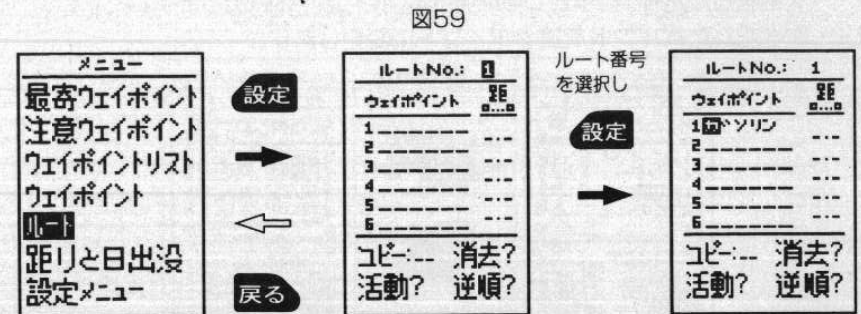 図59
メニュー
最寄ウェイポイント
注意ウェイポイント
ウェイポイントリスト
ウェイポイント
ルート
距りと日出没
設定メニュー
設定
戻る
ルートNo.: 1
ウェイポイント 距
1_______ _._
2_______ _._
3_______ _._
4_______ _._
5_______ _._
6_______ _._
コピー:__ 消去?
活動? 逆順?
ルート番号
を選択し
設定
ルートNo.: 1
ウェイポイント 距
1ガソリン
2_______ _._
3_______ _._
4_______ _._
5_______ _._
6_______ _._
コピー:__ 消去?
活動? 逆順?